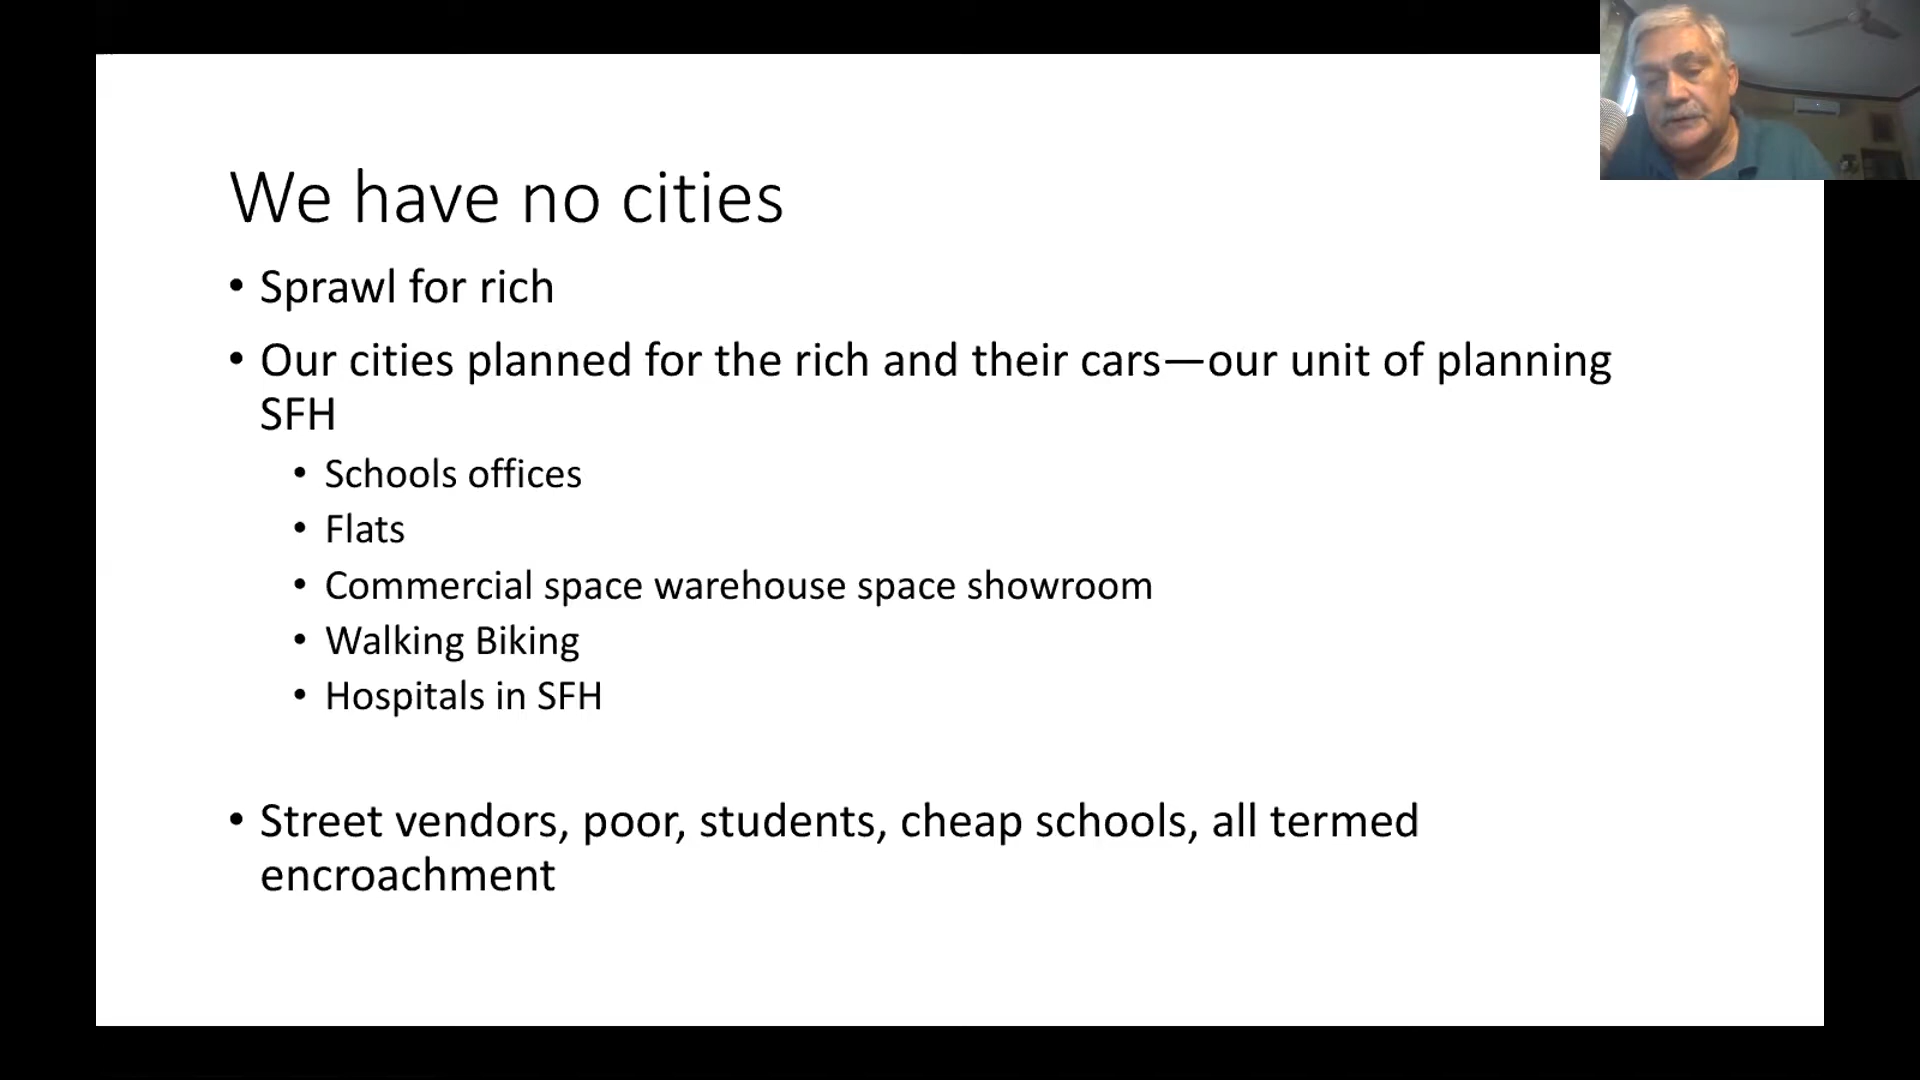 We have no cities
• Sprawl for rich
• Our cities planned for the rich and their cars—our unit of planning
SFH
• Schools offices
• Flats
• Commercial space warehouse space showroom
• Walking Biking
• Hospitals in SFH
• Street vendors, poor, students, cheap schools, all termed
encroachment